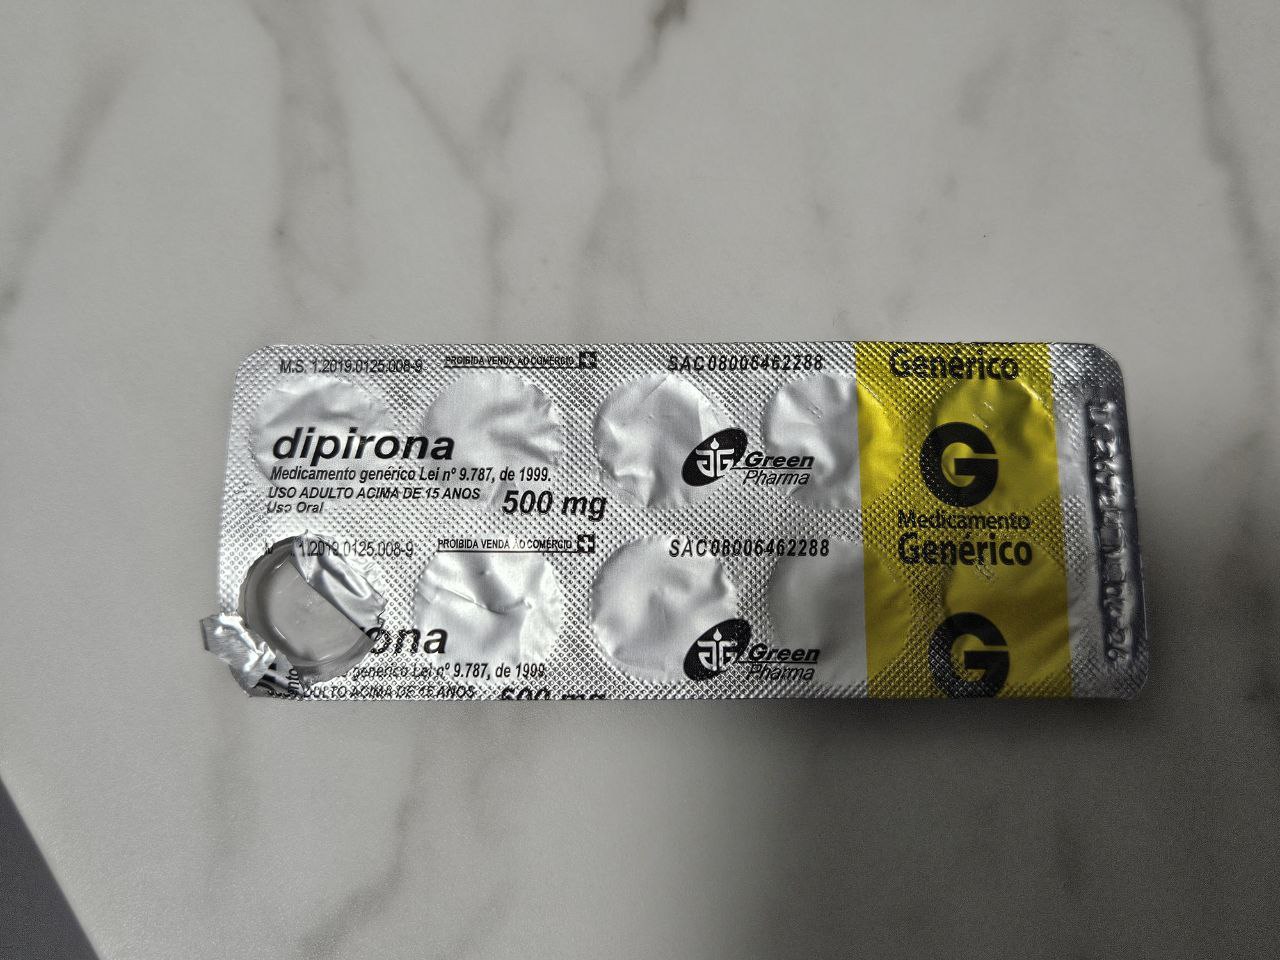 M.S. 1.2019.0125.008-9 PROIBIDA VENDA AO COMÉRCIO SAC 08006462288 Genérico
dipirona
Medicamento genérico Lei nº 9.787, de 1999.
USO ADULTO ACIMA DE 15 ANOS
Uso Oral
500 mg
Green
Pharma
G
Medicamento
Genérico
M 1.2019.0125.008-9 PROIBIDA VENDA AO COMÉRCIO SAC 08006462288
ona
genérico Lei nº 9.787, de 1999.
ADULTO ACIMA DE 15 ANOS
500 mg
Green
Pharma
G